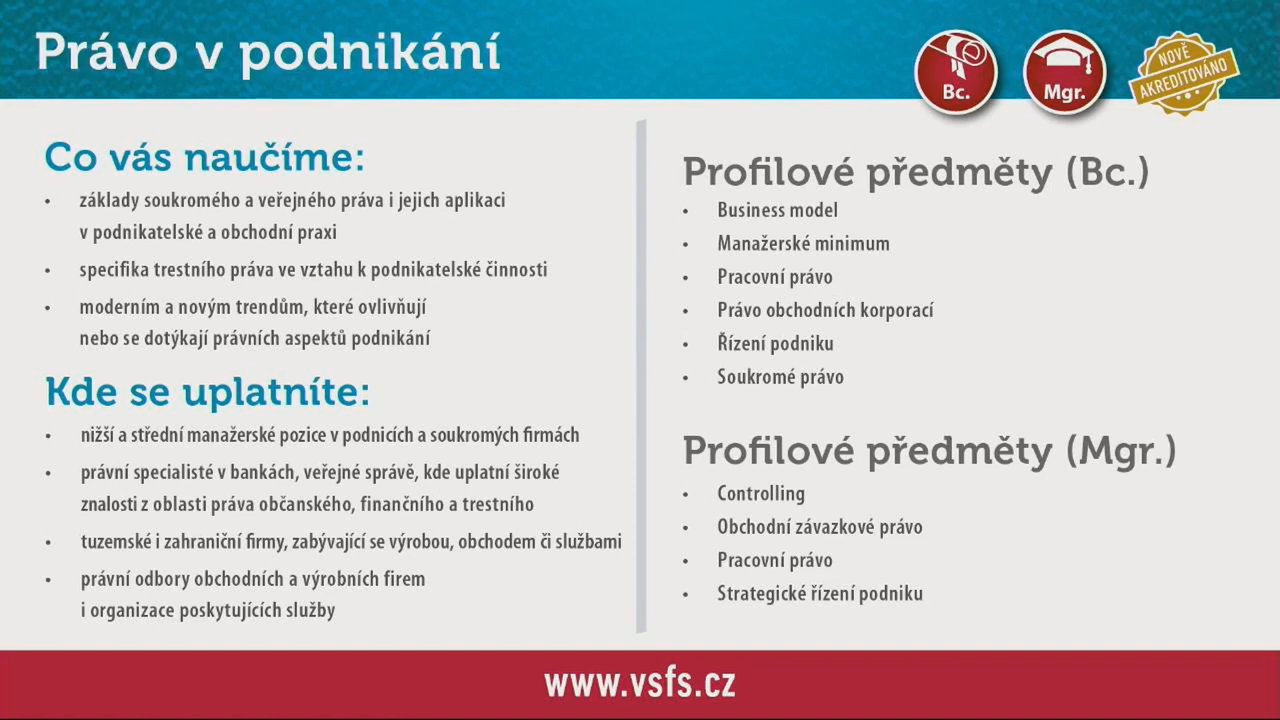 Právo v podnikání
Bc.
Mgr.
NOVĚ
AKREDITOVÁNO
Co vás naučíme:
• základy soukromého a veřejného práva i jejich aplikaci
v podnikatelské a obchodní praxi
• specifika trestního práva ve vztahu k podnikatelské činnosti
• moderním a novým trendům, které ovlivňují
nebo se dotýkají právních aspektů podnikání
Kde se uplatníte:
• nižší a střední manažerské pozice v podnicích a soukromých firmách
• právní specialisté v bankách, veřejné správě, kde uplatní široké
znalosti z oblasti práva občanského, finančního a trestního
• tuzemské i zahraniční firmy, zabývající se výrobou, obchodem či službami
• právní odbory obchodních a výrobních firem
i organizace poskytujících služby
Profilové předměty (Bc.)
• Business model
• Manažerské minimum
• Pracovní právo
• Právo obchodních korporací
• Řízení podniku
• Soukromé právo
Profilové předměty (Mgr.)
• Controlling
• Obchodní závazkové právo
• Pracovní právo
• Strategické řízení podniku
www.vsfs.cz